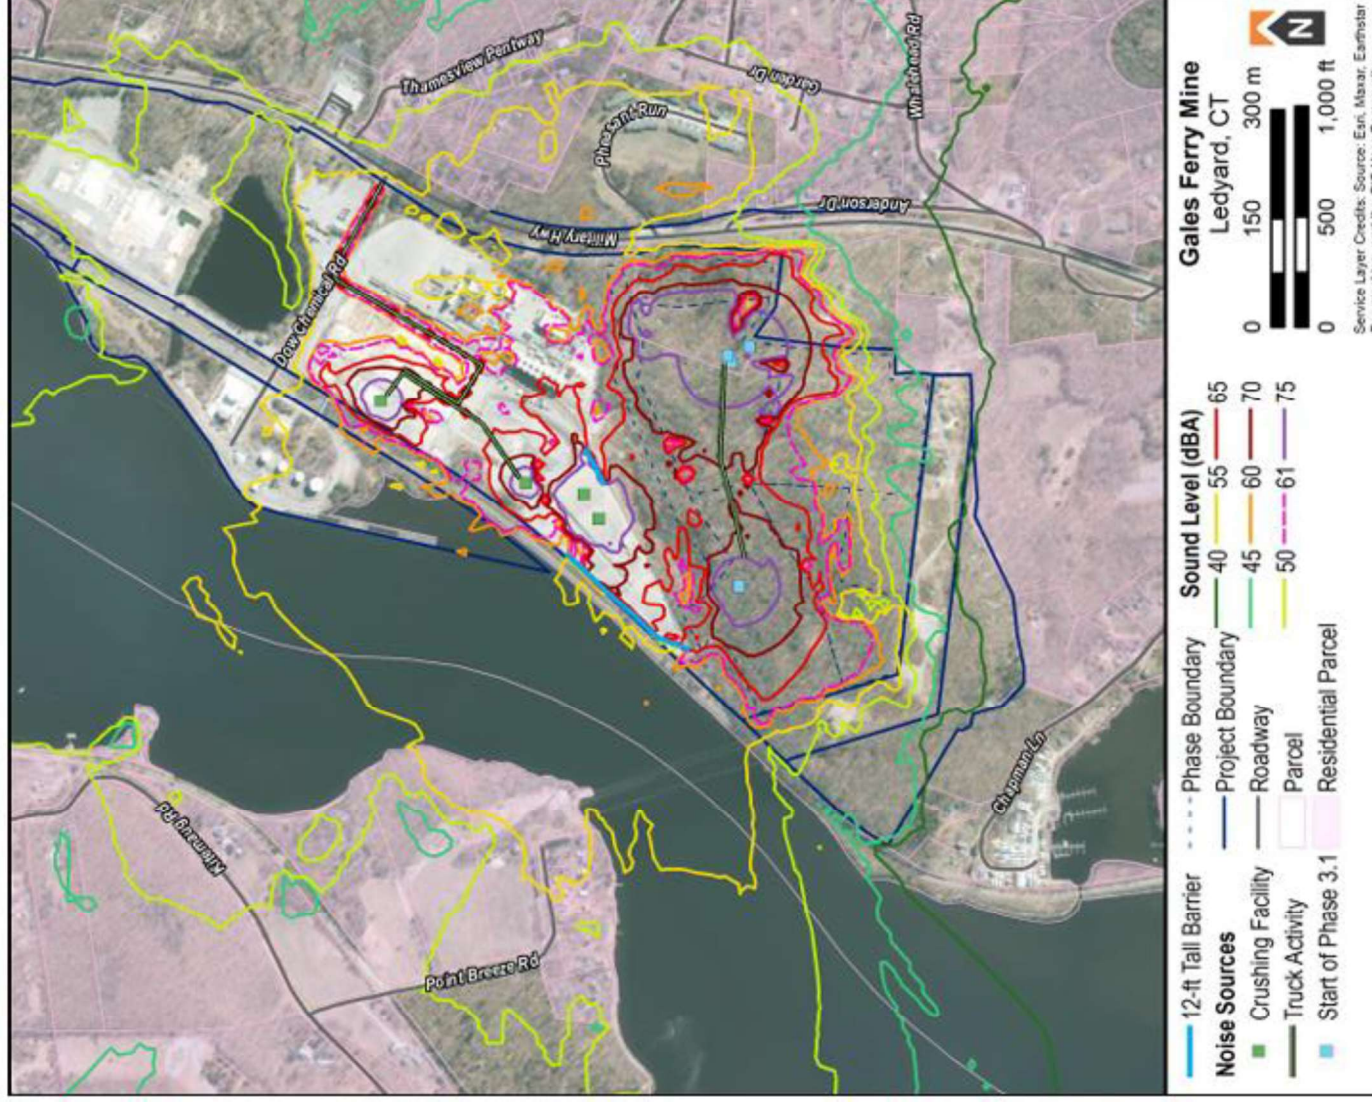 Thamesview Pentway
Garden Dr
Whalehead Rd
Pheasant Run
Anderson Dr
Military Hwy
Dow Chemical Rd
Kitemaug Rd
Point Breeze Rd
Chapman Ln
12-ft Tall Barrier
Noise Sources
Crushing Facility
Truck Activity
Start of Phase 3.1
Phase Boundary
Project Boundary
Roadway
Parcel
Residential Parcel
Sound Level (dBA)
40 55 65
45 60 70
50 61 75
Gales Ferry Mine
Ledyard, CT
N
0 150 300 m
0 500 1,000 ft
Service Layer Credits: Source: Esri, Maxar, Earthstar